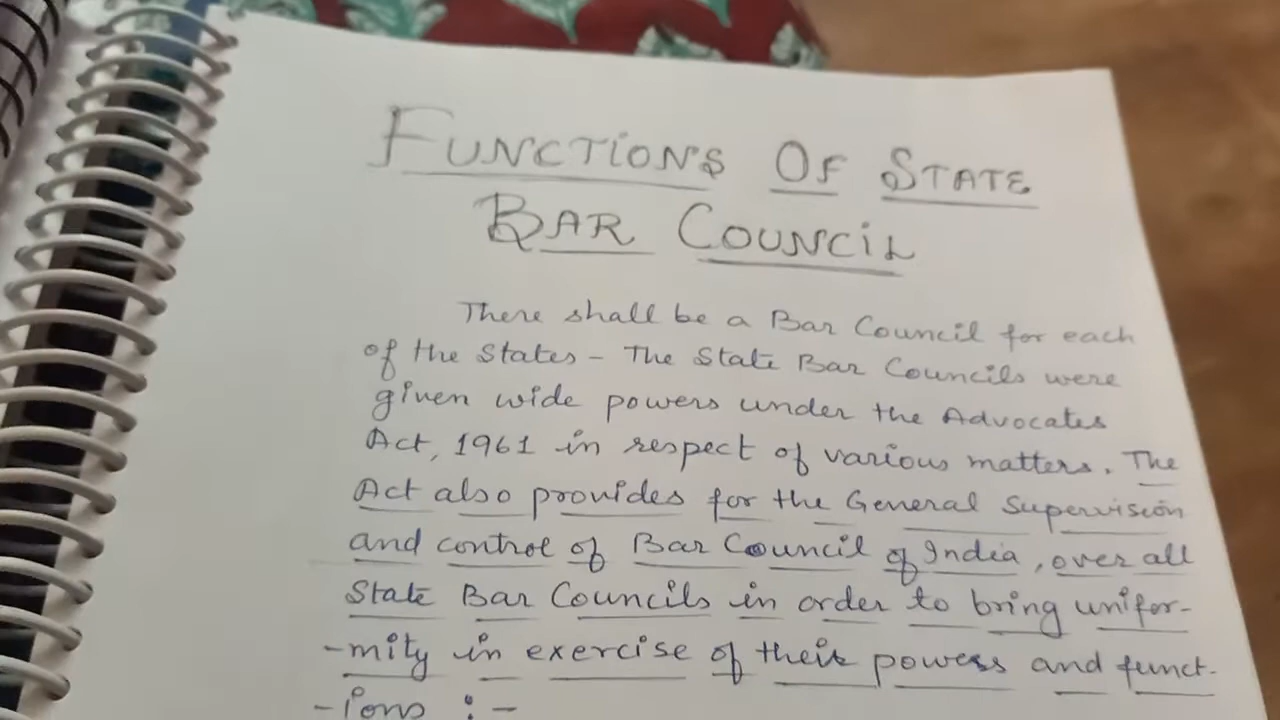 FUNCTIONS OF STATE
BAR COUNCIL
There shall be a Bar Council for each
of the States - The State Bar Councils were
given wide powers under the Advocates
Act, 1961 in respect of various matters. The
Act also provides for the General Supervision
and control of Bar Council of India, over all
State Bar Councils in order to bring unifor-
-mity in exercise of their powers and funct-
-ions :-